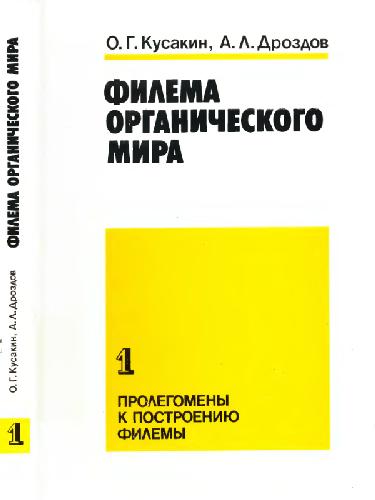 О. Г. Кусакин, А. Л. Дроздов
ФИЛЕМА
ОРГАНИЧЕСКОГО
МИРА
1
ПРОЛЕГОМЕНЫ
К ПОСТРОЕНИЮ
ФИЛЕМЫ
О. Г. Кусакин, А. Л. Дроздов ФИЛЕМА ОРГАНИЧЕСКОГО МИРА
1